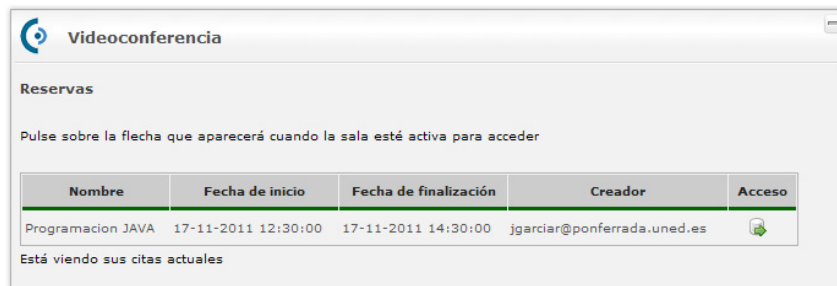 Videoconferencia
Reservas
Pulse sobre la flecha que aparecerá cuando la sala esté activa para acceder
Nombre Fecha de inicio Fecha de finalización Creador Acceso
Programacion JAVA 17-11-2011 12:30:00 17-11-2011 14:30:00 jgarciar@ponferrada.uned.es
Está viendo sus citas actuales